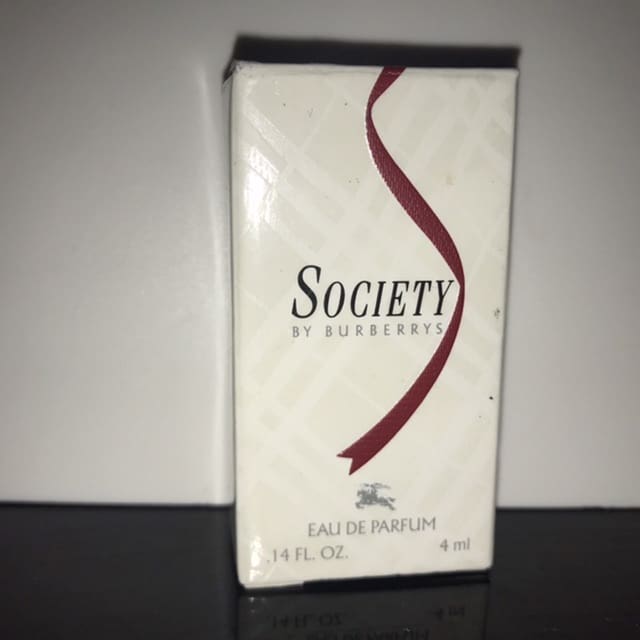 SOCIETY
BY BURBERRYS
EAU DE PARFUM
.14 FL. OZ. 4 ml